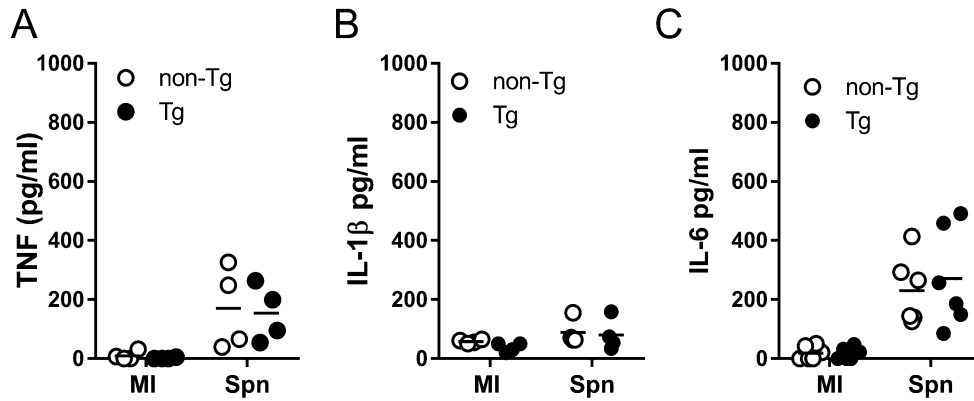 A
TNF (pg/ml)
1000
800
600
400
200
0
non-Tg
Tg
MI
Spn
B
IL-1β pg/ml
1000
800
600
400
200
0
non-Tg
Tg
MI
Spn
C
IL-6 pg/ml
1000
800
600
400
200
0
non-Tg
Tg
MI
Spn